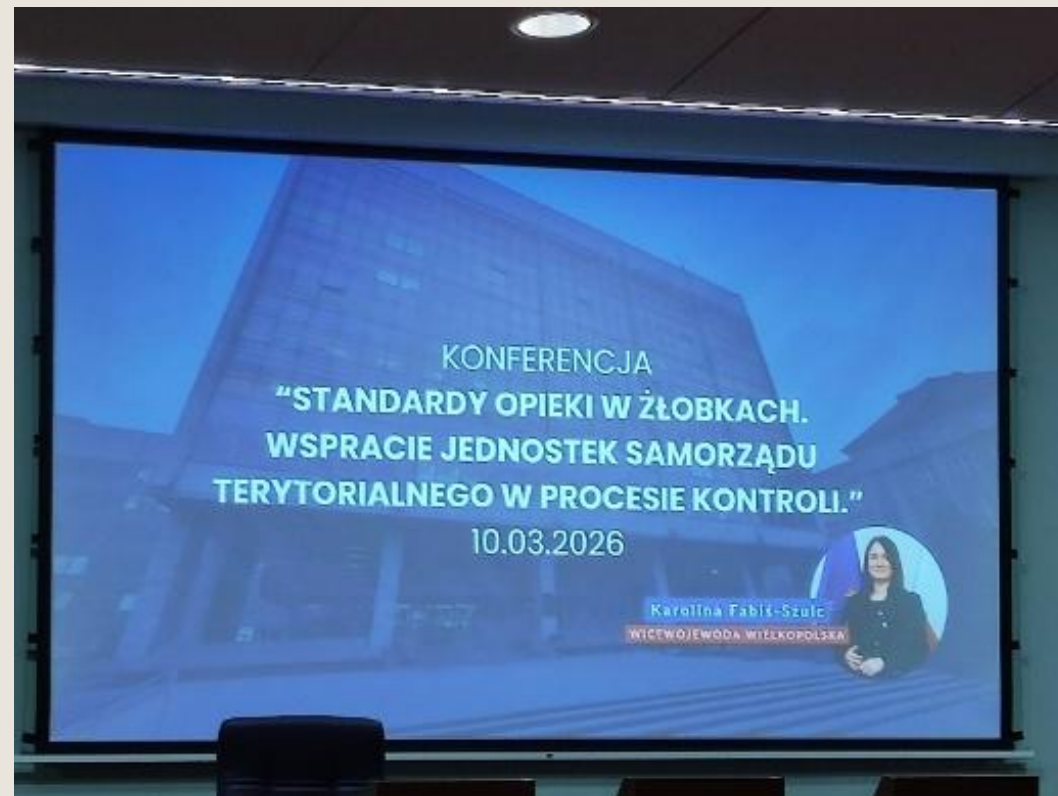 KONFERENCJA
“STANDARDY OPIEKI W ŻŁOBKACH.
WSPRACIE JEDNOSTEK SAMORZĄDU
TERYTORIALNEGO W PROCESIE KONTROLI.”
10.03.2026
Karolina Fabiś-Szulc
WICEWOJEWODA WIELKOPOLSKA